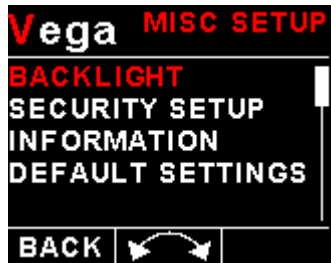 Vega MISC SETUP
BACKLIGHT
SECURITY SETUP
INFORMATION
DEFAULT SETTINGS
BACK